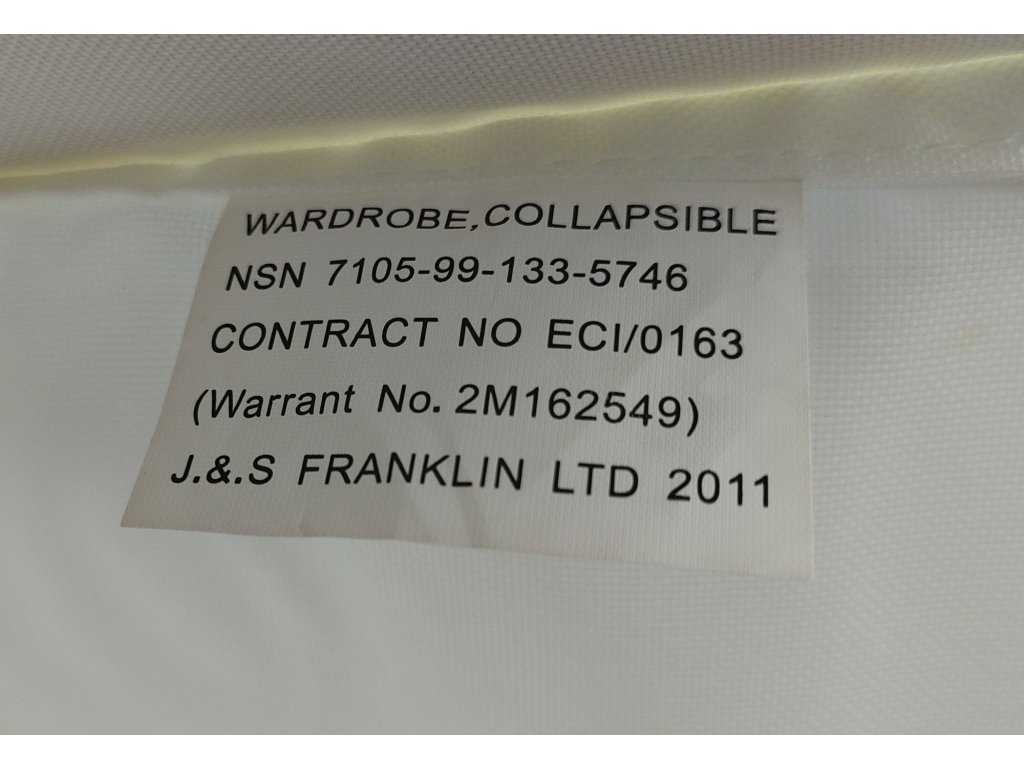 WARDROBE,COLLAPSIBLE
NSN 7105-99-133-5746
CONTRACT NO ECI/0163
(Warrant No. 2M162549)
J.&.S FRANKLIN LTD 2011